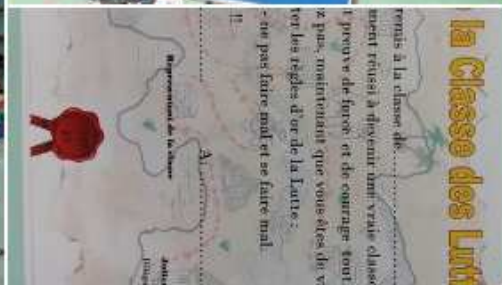 la Classe des Lutt
remis à la classe de
ment réussi à devenir une vraie classe
t preuve de force et de courage tout
z pas, maintenant que vous êtes de v
ter les règles d'or de la Lutte :
- ne pas faire mal et se faire mal.
!!!
A
Représentant de la classe